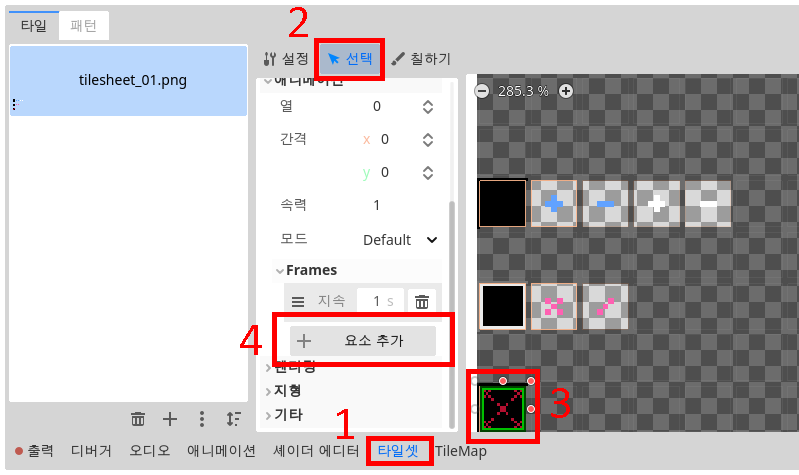 타일 패턴
tilesheet_01.png
2
설정 선택 칠하기
애니메이션
열 0
간격 x 0
y 0
속력 1
모드 Default
Frames
지속 1 s
4 요소 추가
렌더링
지형
기타
285.3 %
3
1
출력 디버거 오디오 애니메이션 셰이더 에디터 타일셋 TileMap